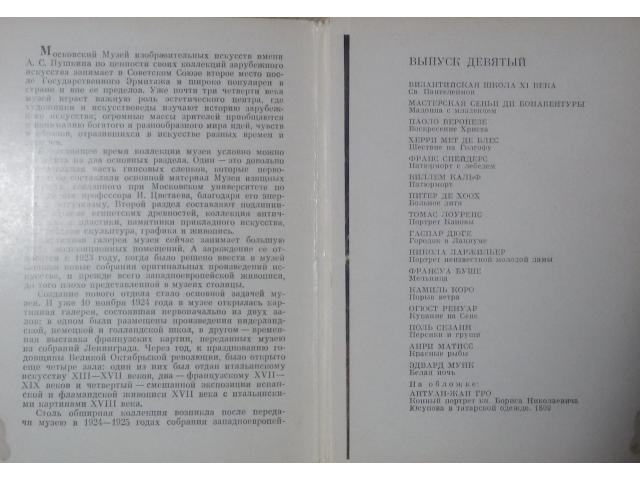 Московский Музей изобразительных искусств имени
А. С. Пушкина по ценности своих коллекций зарубежного
искусства занимает в Советском Союзе второе место пос-
ле Государственного Эрмитажа и широко популярен в
стране и вне ее пределов. Уже почти три четверти века
музей играет важную роль эстетического центра, где
художники и искусствоведы изучают историю зарубеж-
ного искусства; огромные массы зрителей приобщаются
пониманию богатого и разнообразного мира идей, чувств
отразившихся в искусстве разных времен и
время коллекции музея условно можно
на два основных раздела. Один — это довольно
часть гипсовых слепков, которые перво-
составляли основной материал Музея изящных
созданного при Московском университете по
профессора И. Цветаева, благодаря его энер-
Второй раздел составляют подлинни-
египетских древностей, коллекция антич-
пластики, памятники прикладного искусства,
скульптура, графика и живопись.
галерея музея сейчас занимает большую
помещений. А зарождение ее от-
с 1923 году, когда было решено ввести в музей
новые собрания оригинальных произведений ис-
и прежде всего западноевропейской живописи,
до того плохо представленной в музеях столицы.
Создание нового отдела стало основной задачей му-
зея. И уже 10 ноября 1924 года в музее открылась кар-
тинная галерея, состоявшая первоначально из двух за-
лов: в одном были размещены произведения нидерланд-
ской, немецкой и голландской школ, в другом — времен-
ная выставка французских картин, переданных музею
из собраний Ленинграда. Через год, к празднованию го-
довщины Великой Октябрьской революции, было открыто
еще четыре зала: один из них был отдан итальянскому
искусству XIII—XVII веков, два — французскому XVII—
XIX веков и четвертый — смешанной экспозиции испан-
ской и фламандской живописи XVII века с итальянски-
ми картинами XVIII века.
Столь обширная коллекция возникла после переда-
чи музею в 1924—1925 годах собрания западноевропей-
ВЫПУСК ДЕВЯТЫЙ
ВИЗАНТИЙСКАЯ ШКОЛА XI ВЕКА
Св. Пантелеймон
МАСТЕРСКАЯ СЕНЬИ ДИ БОНАВЕНТУРЫ
Мадонна с младенцем
ПАОЛО ВЕРОНЕЗЕ
Воскресение Христа
ХЕРРИ МЕТ ДЕ БЛЕС
Шествие на Голгофу
ФРАНС СНЕЙДЕРС
Натюрморт с лебедем
ВИЛЛЕМ КАЛЬФ
Натюрморт
ПИТЕР ДЕ ХООХ
Больное дитя
ТОМАС ЛОУРЕНС
Портрет Кановы
ГАСПАР ДЮГЕ
Городок в Лациуме
НИКОЛА ЛАРЖИЛЬЕР
Портрет неизвестной молодой дамы
ФРАНСУА БУШЕ
Мельница
КАМИЛЬ КОРО
Порыв ветра
ОГЮСТ РЕНУАР
Купание на Сене
ПОЛЬ СЕЗАНН
Персики и груши
АНРИ МАТИСС
Красные рыбы
ЭДВАРД МУНК
Белая ночь
На обложке:
АНТУАН-ЖАН ГРО
Конный портрет кн. Бориса Николаевича
Юсупова в татарской одежде. 1809